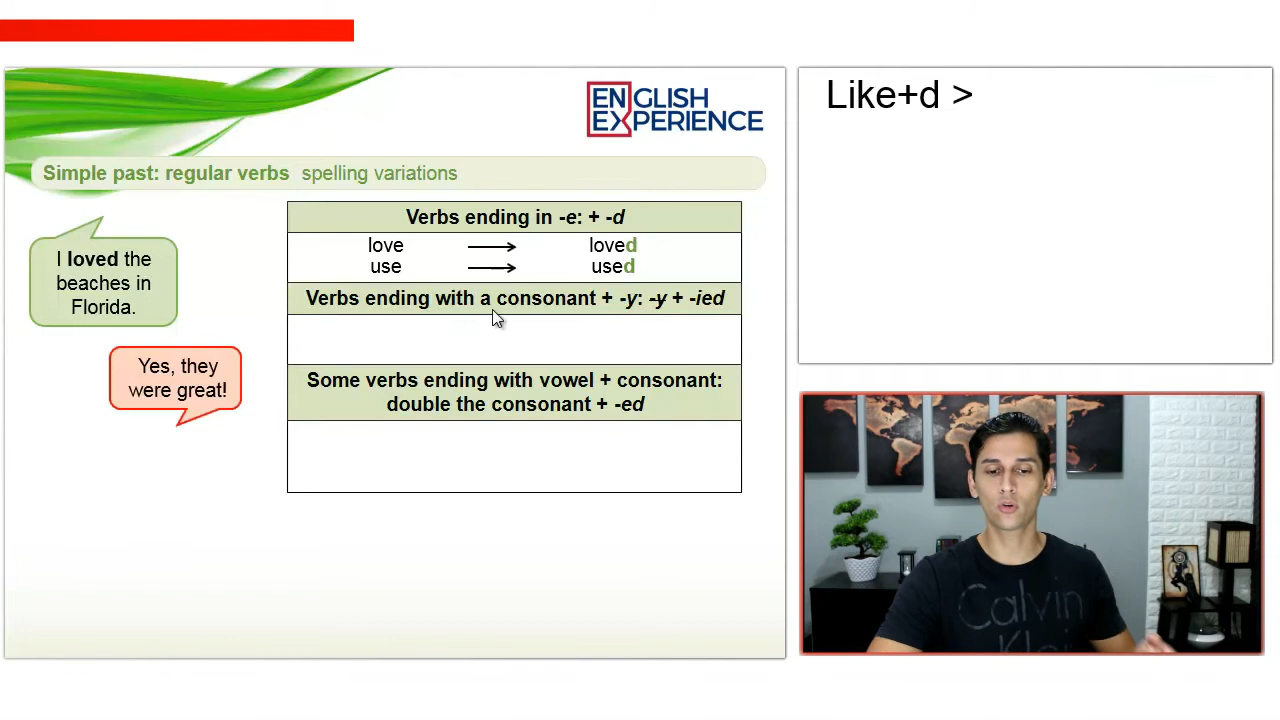 ENGLISH
EXPERIENCE
Simple past: regular verbs spelling variations
I loved the
beaches in
Florida.
Yes, they
were great!
Verbs ending in -e: + -d
love → loved
use → used
Verbs ending with a consonant + -y: -y + -ied
Some verbs ending with vowel + consonant:
double the consonant + -ed
Like+d >
Calvin
Klein